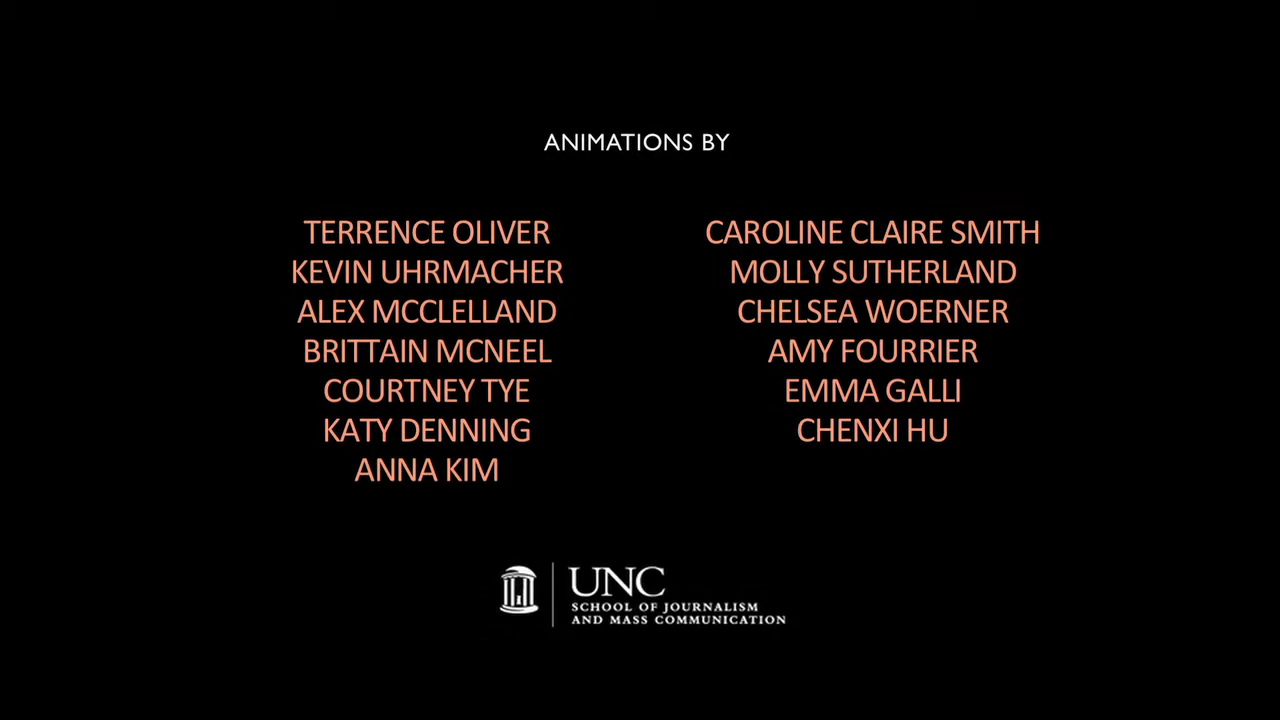 ANIMATIONS BY
TERRENCE OLIVER
KEVIN UHRMACHER
ALEX MCCLELLAND
BRITTAIN MCNEEL
COURTNEY TYE
KATY DENNING
ANNA KIM
CAROLINE CLAIRE SMITH
MOLLY SUTHERLAND
CHELSEA WOERNER
AMY FOURRIER
EMMA GALLI
CHENXI HU
UNC
SCHOOL OF JOURNALISM
AND MASS COMMUNICATION